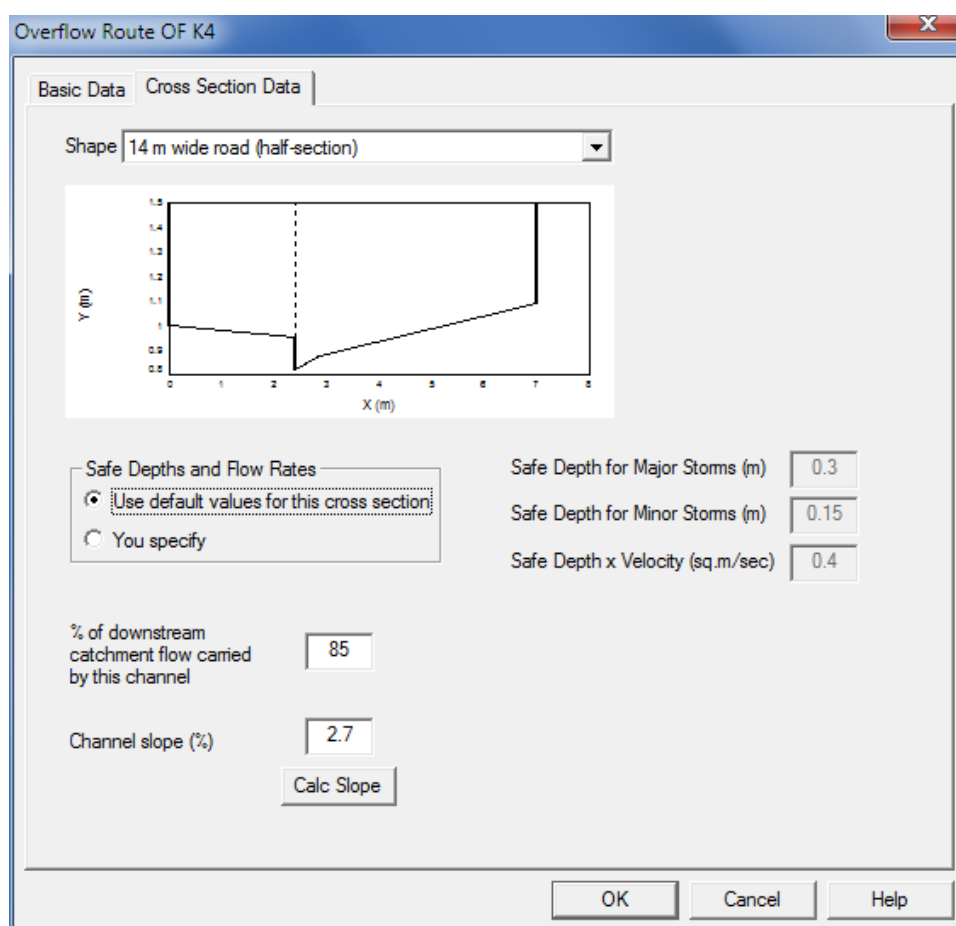 Overflow Route OF K4
X
Basic Data
Cross Section Data
Shape
14 m wide road (half-section)
1.5
1.4
1.3
1.2
1.1
1
0.9
0.8
Y (m)
0 1 2 3 4 5 6 7 8
X (m)
Safe Depths and Flow Rates
Use default values for this cross section
You specify
Safe Depth for Major Storms (m) 0.3
Safe Depth for Minor Storms (m) 0.15
Safe Depth x Velocity (sq.m/sec) 0.4
% of downstream
catchment flow carried
by this channel
85
Channel slope (%) 2.7
Calc Slope
OK Cancel Help